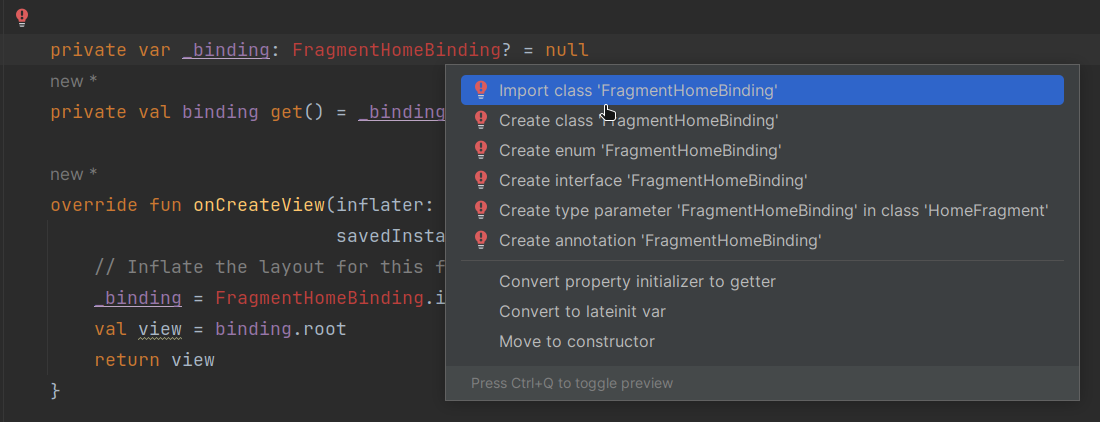 private var _binding: FragmentHomeBinding? = null
new *
private val binding get() = _binding
new *
override fun onCreateView(inflater:
savedInsta
// Inflate the layout for this f
_binding = FragmentHomeBinding.i
val view = binding.root
return view
}
Import class 'FragmentHomeBinding'
Create class 'FragmentHomeBinding'
Create enum 'FragmentHomeBinding'
Create interface 'FragmentHomeBinding'
Create type parameter 'FragmentHomeBinding' in class 'HomeFragment'
Create annotation 'FragmentHomeBinding'
Convert property initializer to getter
Convert to lateinit var
Move to constructor
Press Ctrl+Q to toggle preview